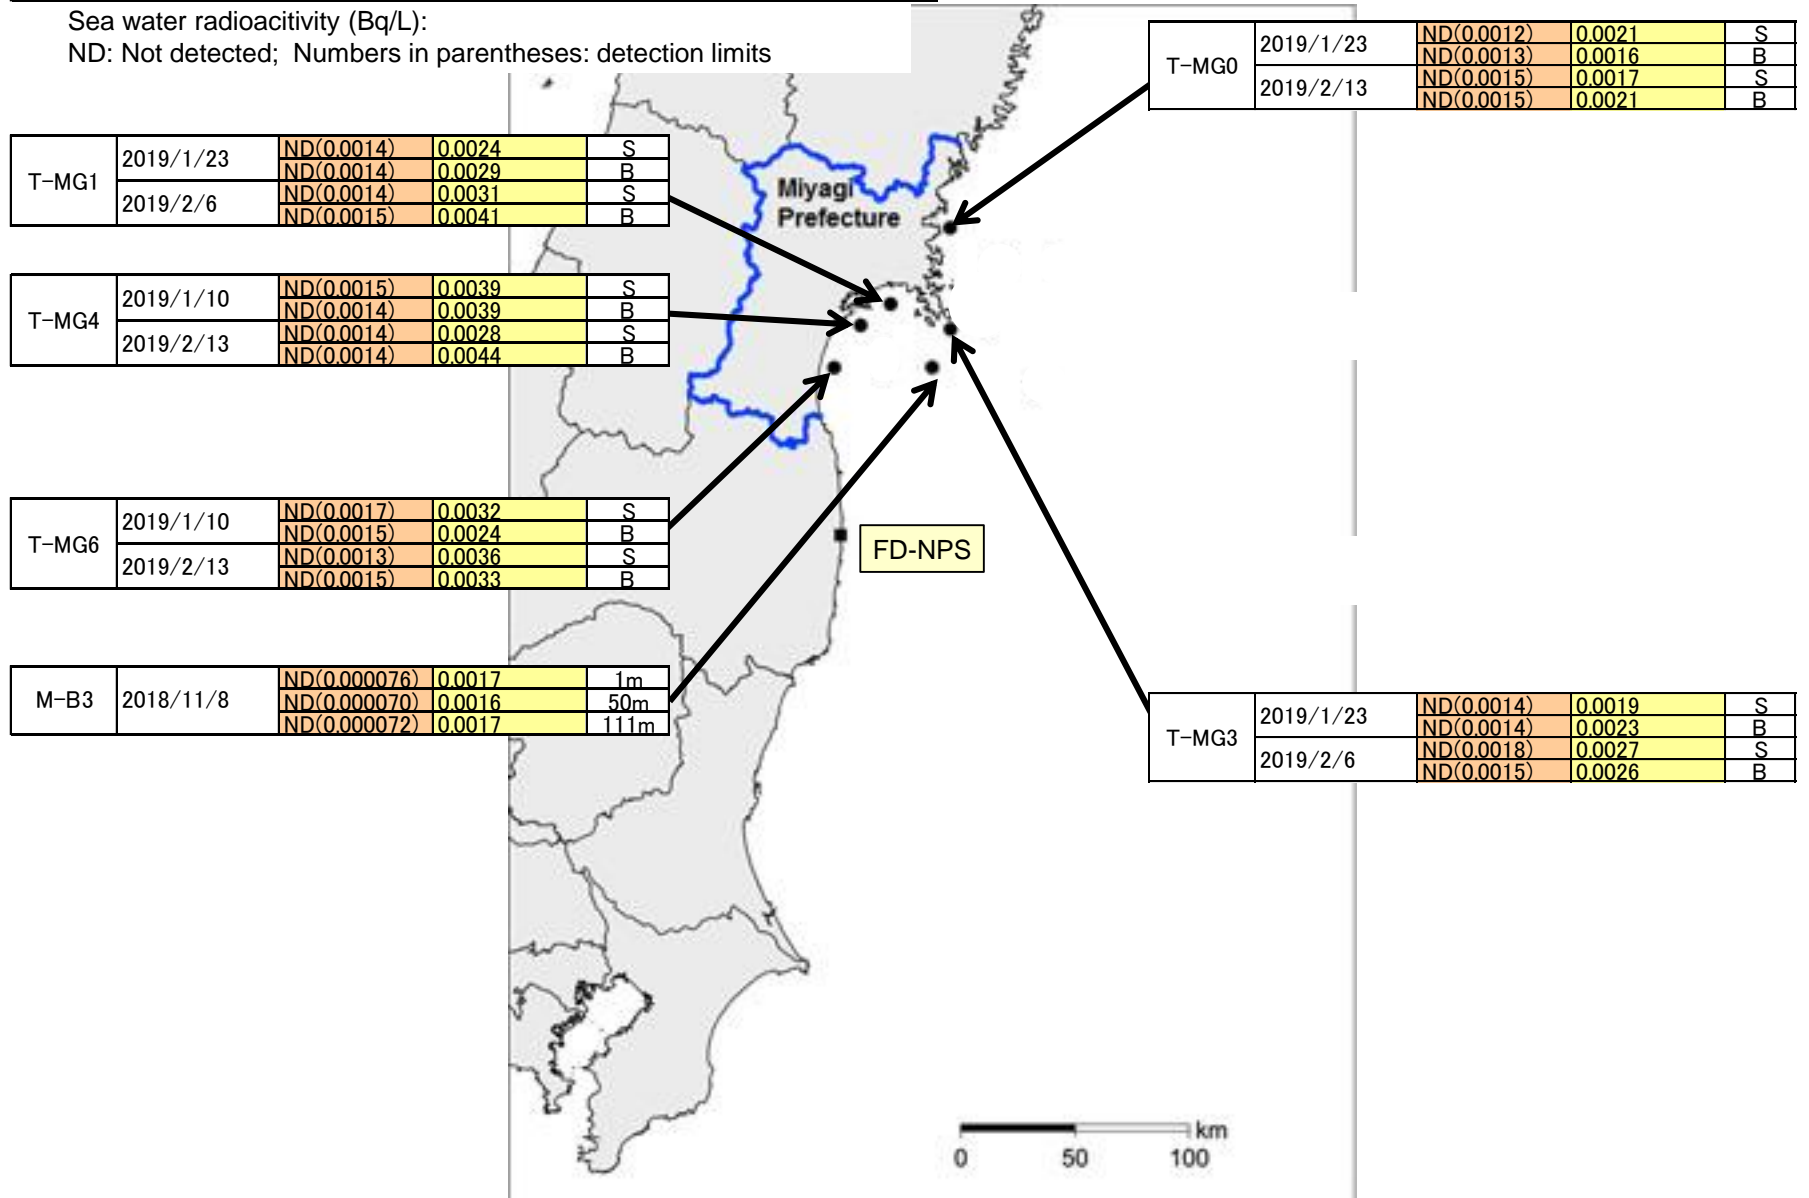 Sea water radioacitivity (Bq/L):
ND: Not detected; Numbers in parentheses: detection limits
T-MG0 2019/1/23 ND(0.0012) 0.0021 S
ND(0.0013) 0.0016 B
2019/2/13 ND(0.0015) 0.0017 S
ND(0.0015) 0.0021 B
T-MG1 2019/1/23 ND(0.0014) 0.0024 S
ND(0.0014) 0.0029 B
2019/2/6 ND(0.0014) 0.0031 S
ND(0.0015) 0.0041 B
Miyagi
Prefecture
T-MG4 2019/1/10 ND(0.0015) 0.0039 S
ND(0.0014) 0.0039 B
2019/2/13 ND(0.0014) 0.0028 S
ND(0.0014) 0.0044 B
T-MG6 2019/1/10 ND(0.0017) 0.0032 S
ND(0.0015) 0.0024 B
2019/2/13 ND(0.0013) 0.0036 S
ND(0.0015) 0.0033 B
FD-NPS
M-B3 2018/11/8 ND(0.000076) 0.0017 1m
ND(0.000070) 0.0016 50m
ND(0.000072) 0.0017 111m
T-MG3 2019/1/23 ND(0.0014) 0.0019 S
ND(0.0014) 0.0023 B
2019/2/6 ND(0.0018) 0.0027 S
ND(0.0015) 0.0026 B
km
0 50 100